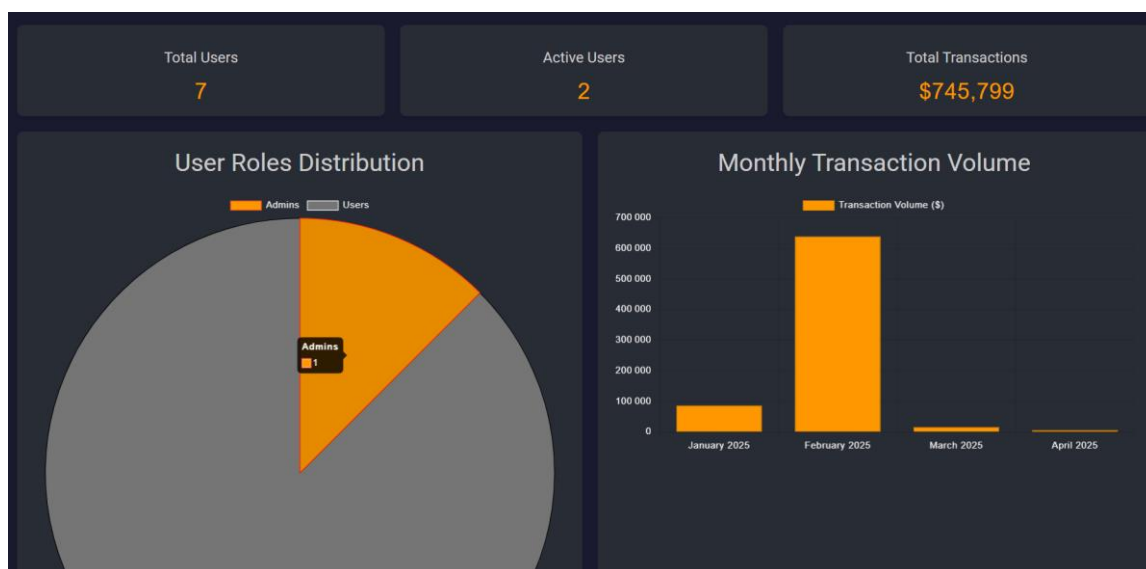 Total Users
7
Active Users
2
Total Transactions
$745,799
User Roles Distribution
Admins Users
Admins
1
Monthly Transaction Volume
Transaction Volume ($)
700 000
600 000
500 000
400 000
300 000
200 000
100 000
0
January 2025 February 2025 March 2025 April 2025